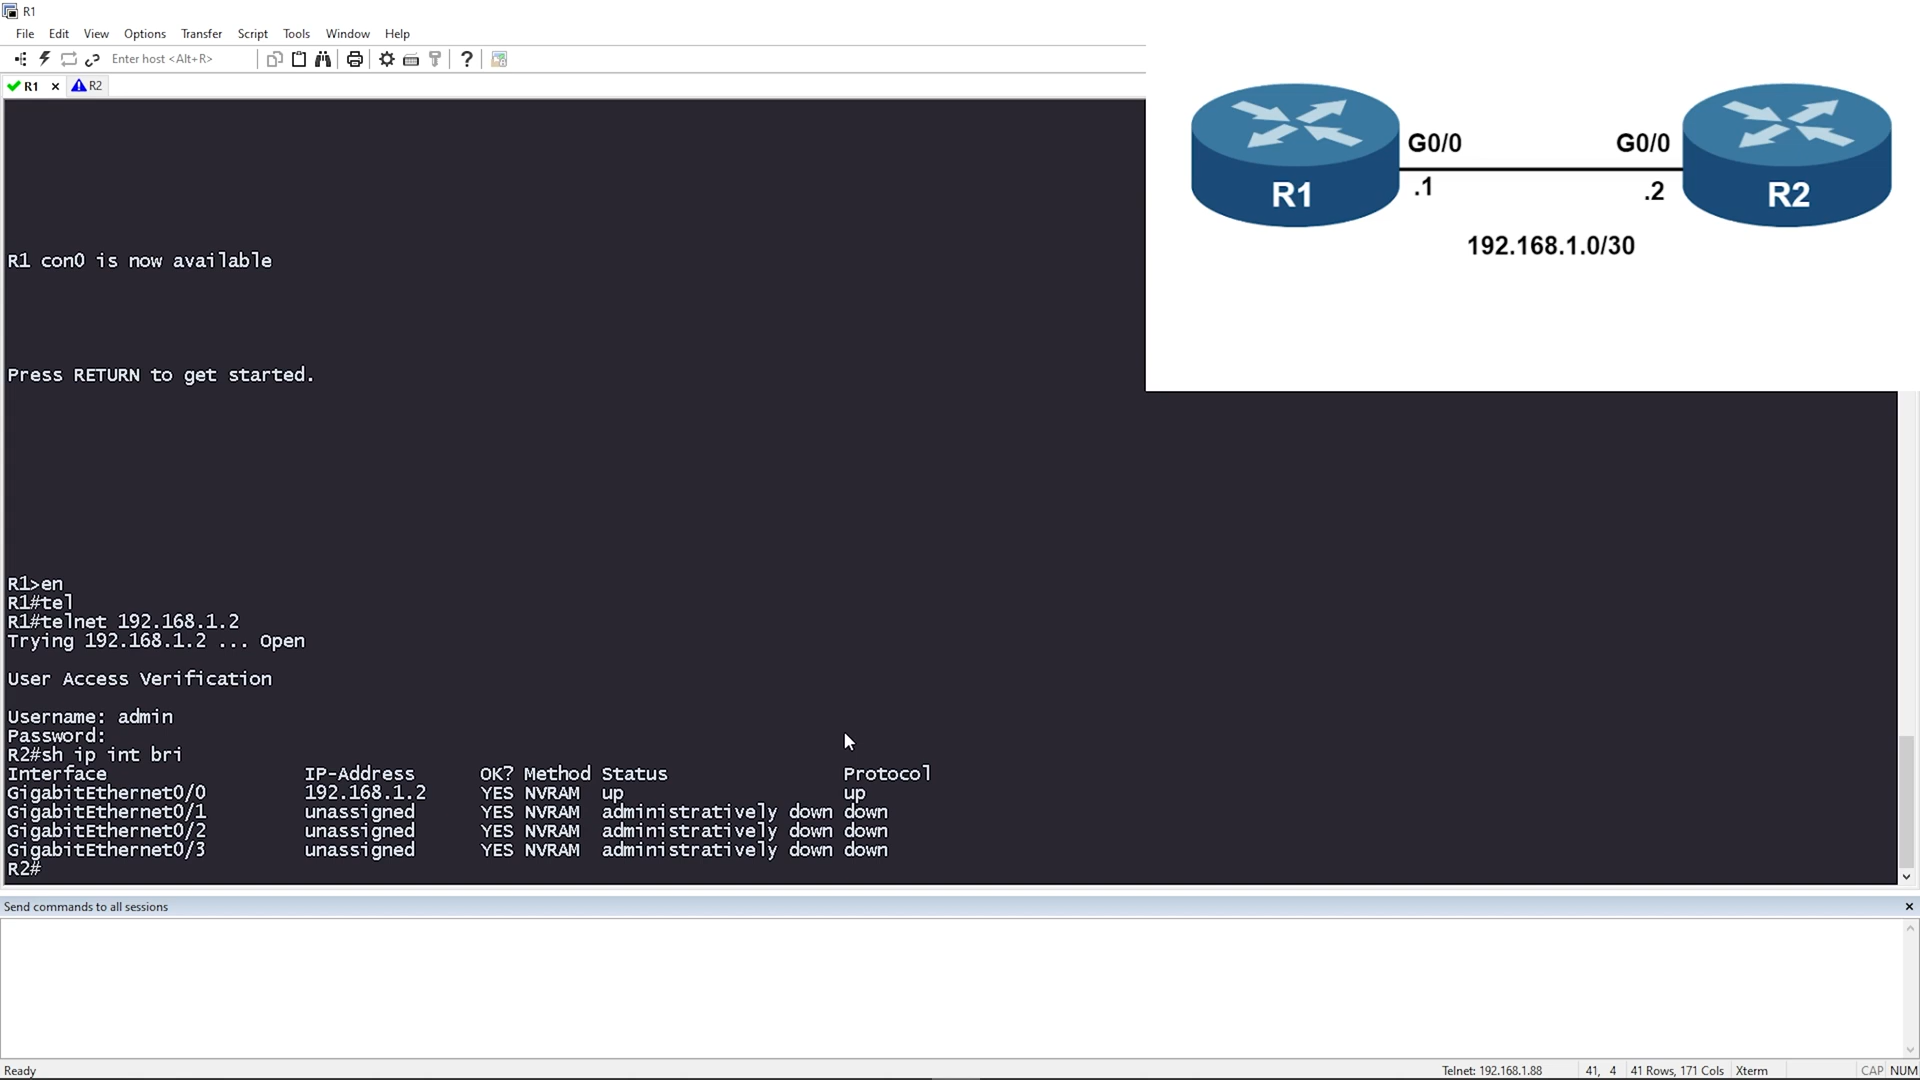 R1
File Edit View Options Transfer Script Tools Window Help
Enter host <Alt+R>
R1 × R2
R1 con0 is now available
Press RETURN to get started.
R1>en
R1#tel
R1#telnet 192.168.1.2
Trying 192.168.1.2 ... Open
User Access Verification
Username: admin
Password:
R2#sh ip int bri
Interface IP-Address OK? Method Status Protocol
GigabitEthernet0/0 192.168.1.2 YES NVRAM up up
GigabitEthernet0/1 unassigned YES NVRAM administratively down down
GigabitEthernet0/2 unassigned YES NVRAM administratively down down
GigabitEthernet0/3 unassigned YES NVRAM administratively down down
R2#
G0/0 G0/0
R1 .1 .2 R2
192.168.1.0/30
Send commands to all sessions
Ready Telnet: 192.168.1.88 41, 4 41 Rows, 171 Cols Xterm CAP NUM